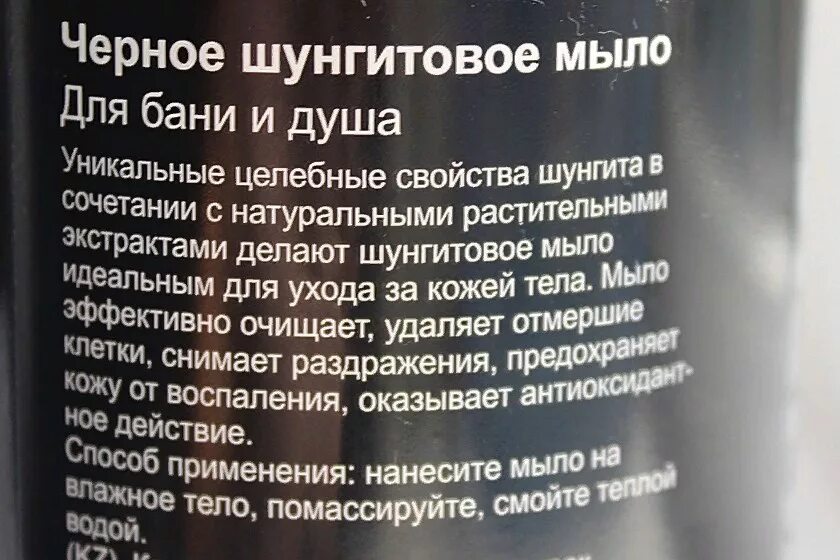 Черное шунгитовое мыло
Для бани и душа
Уникальные целебные свойства шунгита в
сочетании с натуральными растительными
экстрактами делают шунгитовое мыло
идеальным для ухода за кожей тела. Мыло
эффективно очищает, удаляет отмершие
клетки, снимает раздражения, предохраняет
кожу от воспаления, оказывает антиоксидант-
ное действие.
Способ применения: нанесите мыло на
влажное тело, помассируйте, смойте теплой
водой.
(KZ)